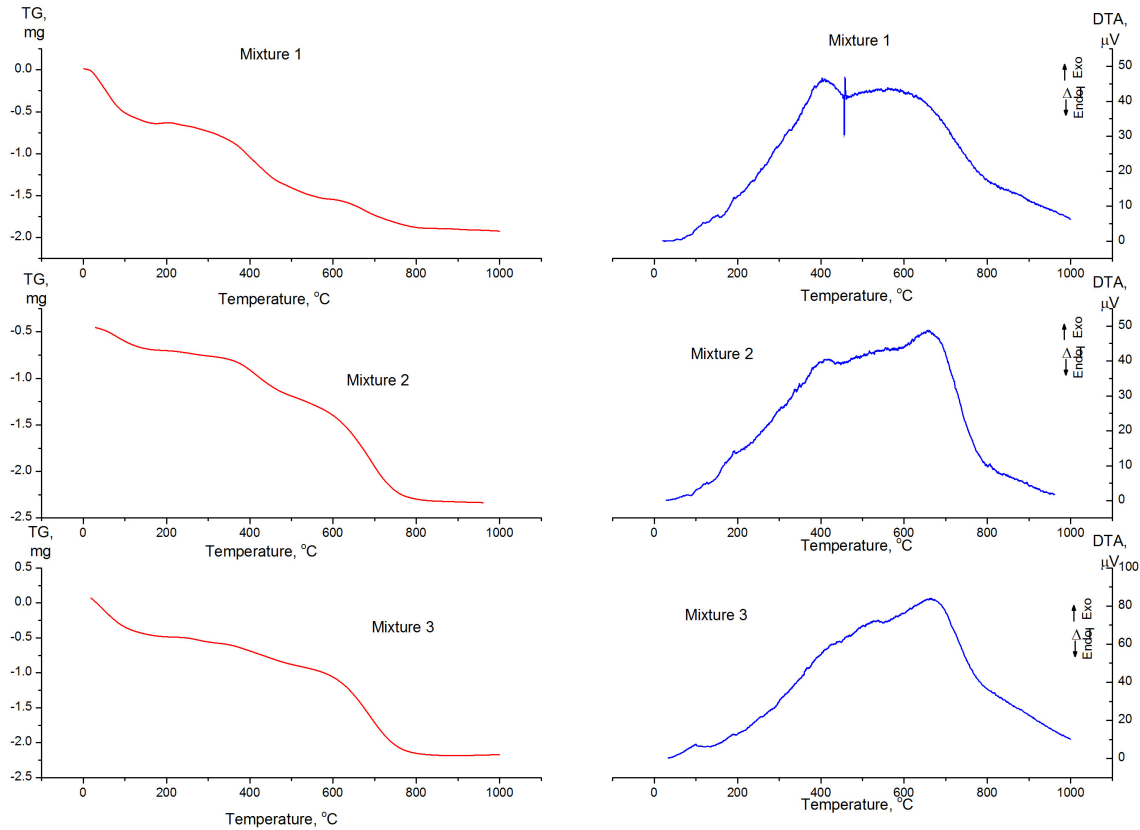 TG,
mg
Mixture 1
0.0
-0.5
-1.0
-1.5
-2.0
0
200
400
600
800
1000
Temperature, °C
DTA,
μV
Mixture 1
50
40
30
20
10
0
Exo
Endo
0
200
400
600
800
1000
Temperature, °C
TG,
mg
Mixture 2
-0.5
-1.0
-1.5
-2.0
-2.5
0
200
400
600
800
1000
Temperature, °C
DTA,
μV
Mixture 2
50
40
30
20
10
0
Exo
0
200
400
600
800
1000
Temperature, °C
TG,
mg
Mixture 3
0.5
0.0
-0.5
-1.0
-1.5
-2.0
-2.5
0
200
400
600
800
1000
Temperature, °C
DTA,
μV
Mixture 3
100
80
60
40
20
0
Exo
0
200
400
600
800
1000
Temperature, °C